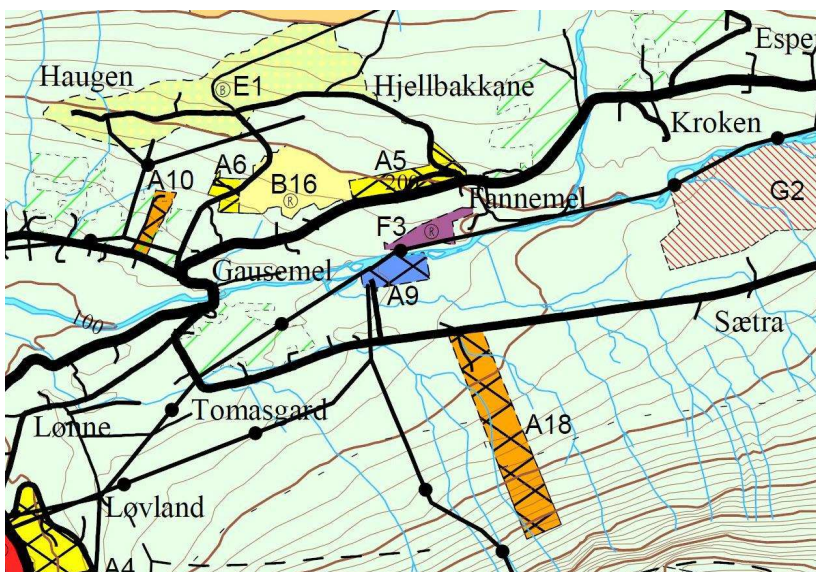 Esper
Haugen
B
E1
Hjellbakkane
Kroken
A6
A5
A10
B16
200
G2
R
Fannemel
F3
R
Gausemel
A9
100
Sætra
Tomasgard
Lønne
A18
Løvland
A4